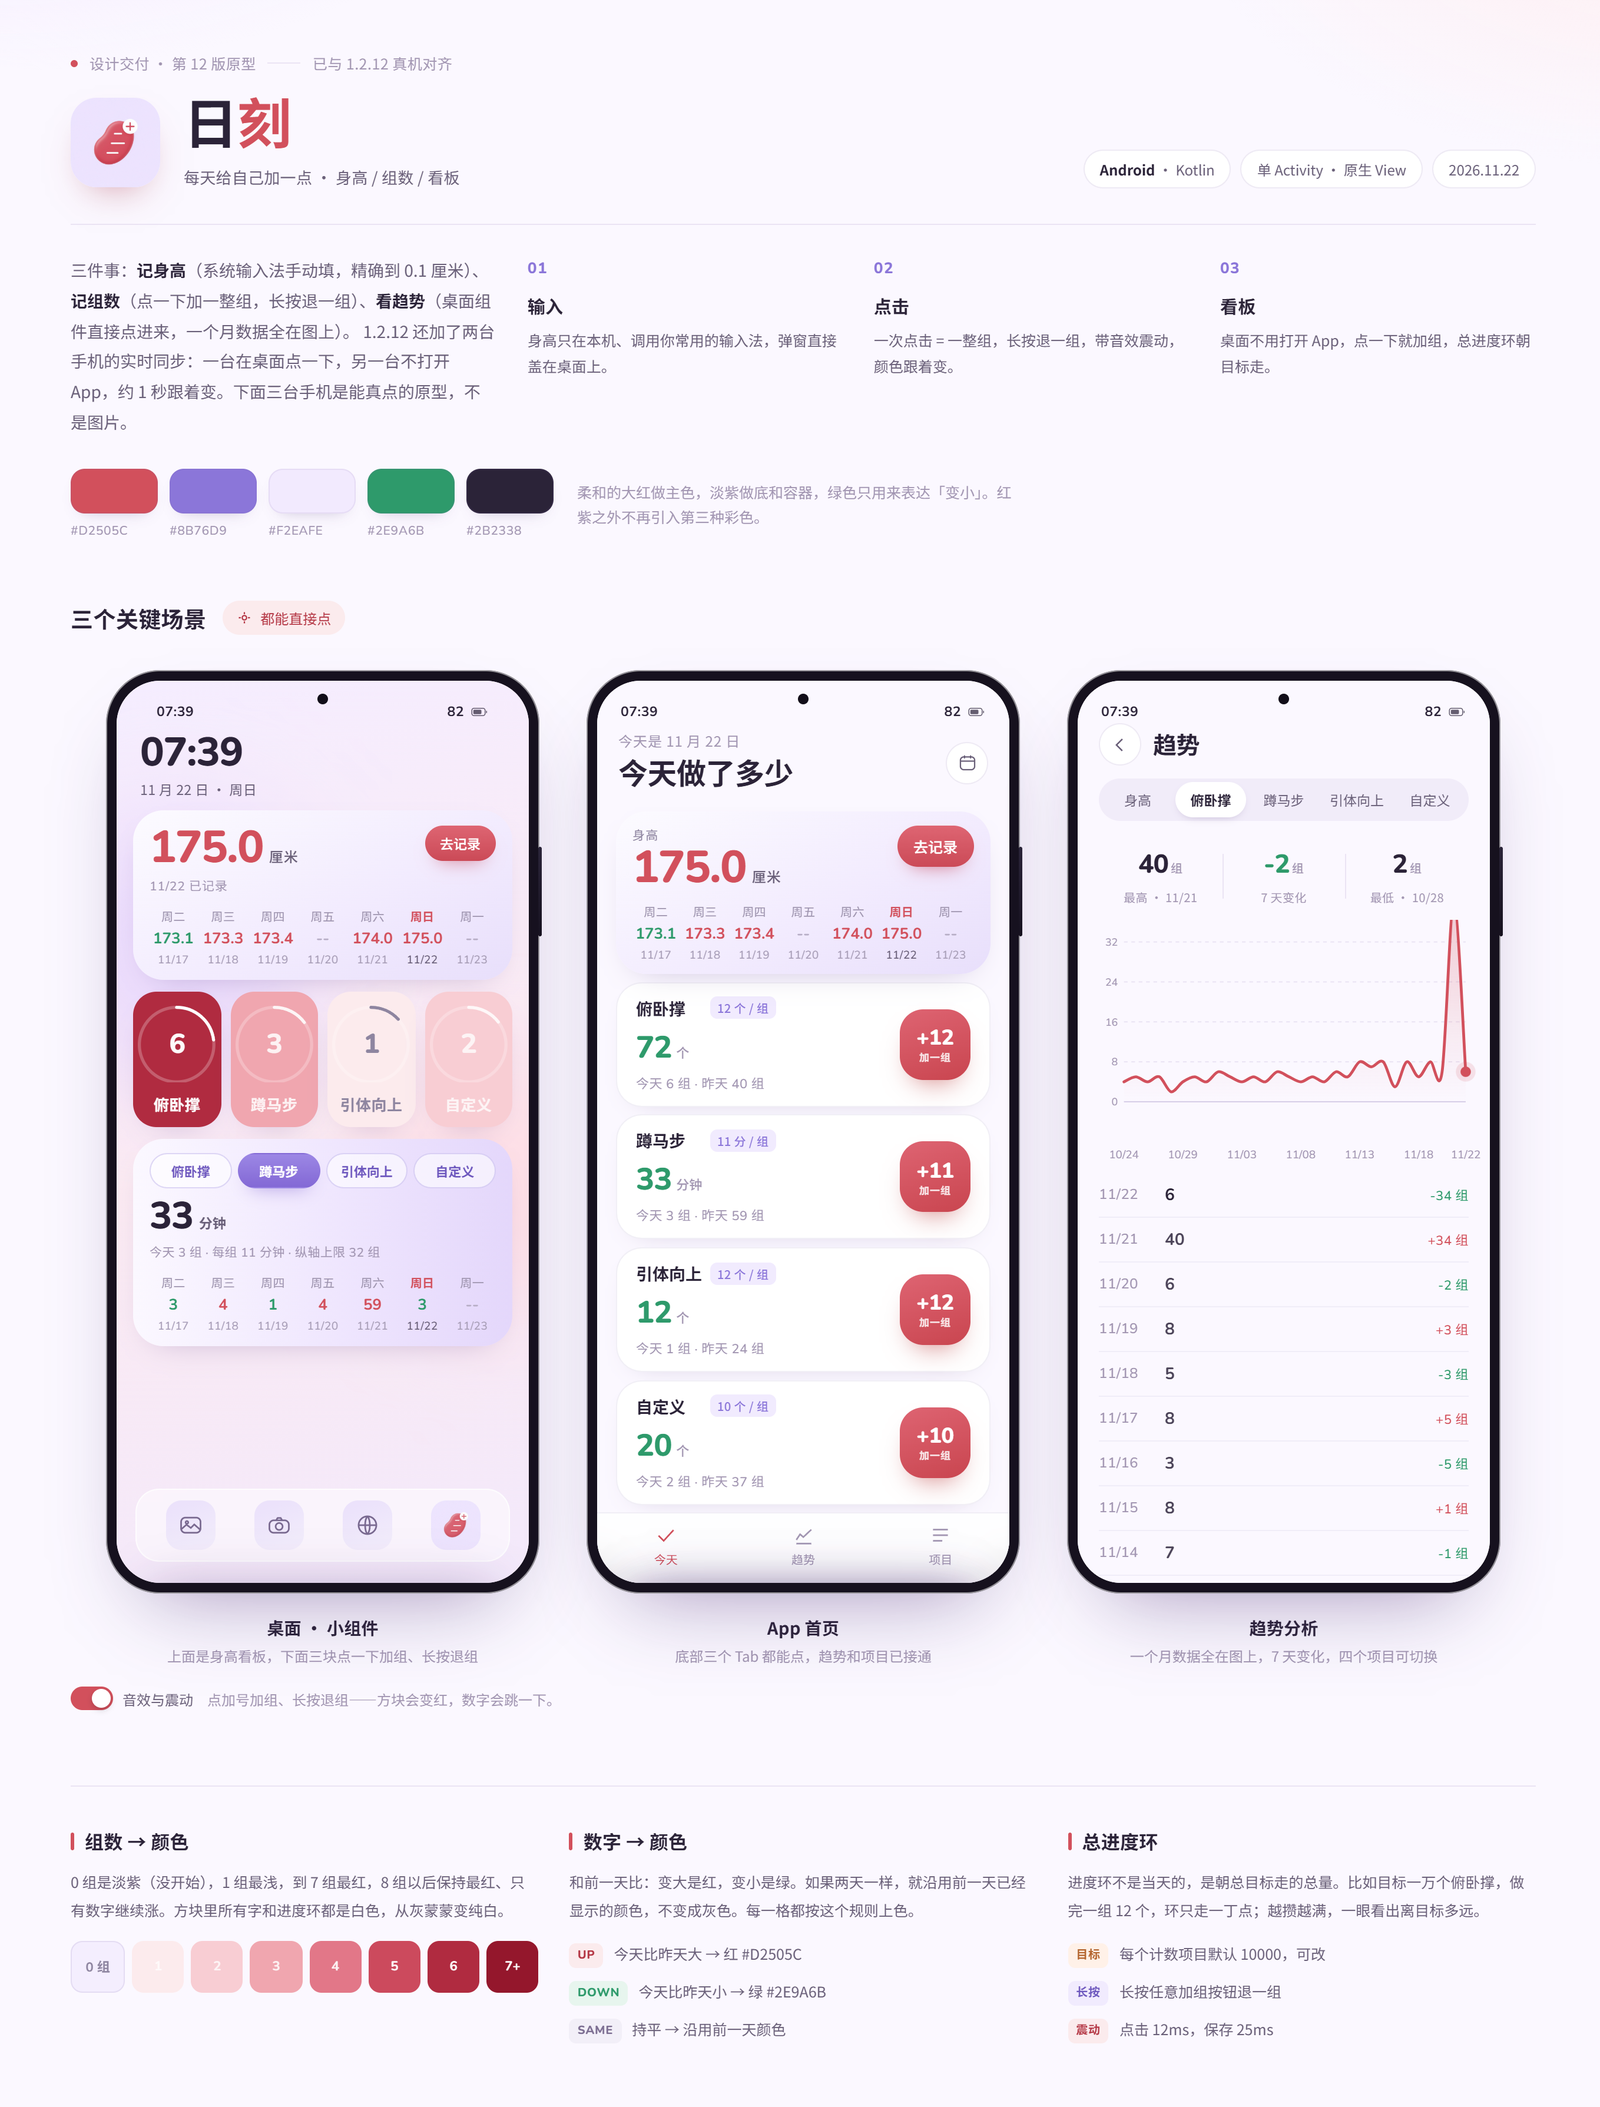 设计交付 · 第 12 版原型 —— 已与 1.2.12 真机对齐
日刻
每天给自己加一点 · 身高 / 组数 / 看板
Android · Kotlin
单 Activity · 原生 View
2026.11.22
三件事：记身高（系统输入法手动填，精确到 0.1 厘米）、
记组数（点一下加一整组，长按退一组）、看趋势（桌面组
件直接点进来，一个月数据全在图上）。 1.2.12 还加了两台
手机的实时同步：一台在桌面点一下，另一台不打开
App，约 1 秒跟着变。下面三台手机是能真点的原型，不
是图片。
01
输入
身高只在本机、调用你常用的输入法，弹窗直接
盖在桌面上。
02
点击
一次点击 = 一整组，长按退一组，带音效震动，
颜色跟着变。
03
看板
桌面不用打开 App，点一下就加组，总进度环朝
目标走。
#D2505C
#8B76D9
#F2EAFE
#2E9A6B
#2B2338
柔和的大红做主色，淡紫做底和容器，绿色只用来表达「变小」。红
紫之外不再引入第三种彩色。
三个关键场景
都能直接点
07:39 82
07:39
11 月 22 日 · 周日
175.0 厘米
去记录
11/22 已记录
周二 周三 周四 周五 周六 周日 周一
173.1 173.3 173.4 -- 174.0 175.0 --
11/17 11/18 11/19 11/20 11/21 11/22 11/23
6 3 1 2
俯卧撑 蹲马步 引体向上 自定义
俯卧撑 蹲马步 引体向上 自定义
33 分钟
今天 3 组 · 每组 11 分钟 · 纵轴上限 32 组
周二 周三 周四 周五 周六 周日 周一
3 4 1 4 59 3 --
11/17 11/18 11/19 11/20 11/21 11/22 11/23
桌面 · 小组件
上面是身高看板，下面三块点一下加组、长按退组
07:39 82
今天是 11 月 22 日
今天做了多少
身高
175.0 厘米
去记录
周二 周三 周四 周五 周六 周日 周一
173.1 173.3 173.4 -- 174.0 175.0 --
11/17 11/18 11/19 11/20 11/21 11/22 11/23
俯卧撑 12 个 / 组
72 个
今天 6 组 · 昨天 40 组
+12
加一组
蹲马步 11 分 / 组
33 分钟
今天 3 组 · 昨天 59 组
+11
加一组
引体向上 12 个 / 组
12 个
今天 1 组 · 昨天 24 组
+12
加一组
自定义 10 个 / 组
20 个
今天 2 组 · 昨天 37 组
+10
加一组
今天 趋势 项目
App 首页
底部三个 Tab 都能点，趋势和项目已接通
07:39 82
趋势
身高 俯卧撑 蹲马步 引体向上 自定义
40组 -2组 2组
最高 · 11/21 7 天变化 最低 · 10/28
32
24
16
8
0
10/24 10/29 11/03 11/08 11/13 11/18 11/22
11/22 6 -34 组
11/21 40 +34 组
11/20 6 -2 组
11/19 8 +3 组
11/18 5 -3 组
11/17 8 +5 组
11/16 3 -5 组
11/15 8 +1 组
11/14 7 -1 组
趋势分析
一个月数据全在图上，7 天变化，四个项目可切换
音效与震动 点加号加组、长按退组——方块会变红，数字会跳一下。
组数 → 颜色
0 组是淡紫（没开始），1 组最浅，到 7 组最红，8 组以后保持最红、只
有数字继续涨。方块里所有字和进度环都是白色，从灰蒙蒙变纯白。
0 组 1 2 3 4 5 6 7+
数字 → 颜色
和前一天比：变大是红，变小是绿。如果两天一样，就沿用前一天已经
显示的颜色，不变成灰色。每一格都按这个规则上色。
UP 今天比昨天大 → 红 #D2505C
DOWN 今天比昨天小 → 绿 #2E9A6B
SAME 持平 → 沿用前一天颜色
总进度环
进度环不是当天的，是朝总目标走的总量。比如目标一万个俯卧撑，做
完一组 12 个，环只走一丁点；越攒越满，一眼看出离目标多远。
目标 每个计数项目默认 10000，可改
长按 长按任意加组按钮退一组
震动 点击 12ms，保存 25ms